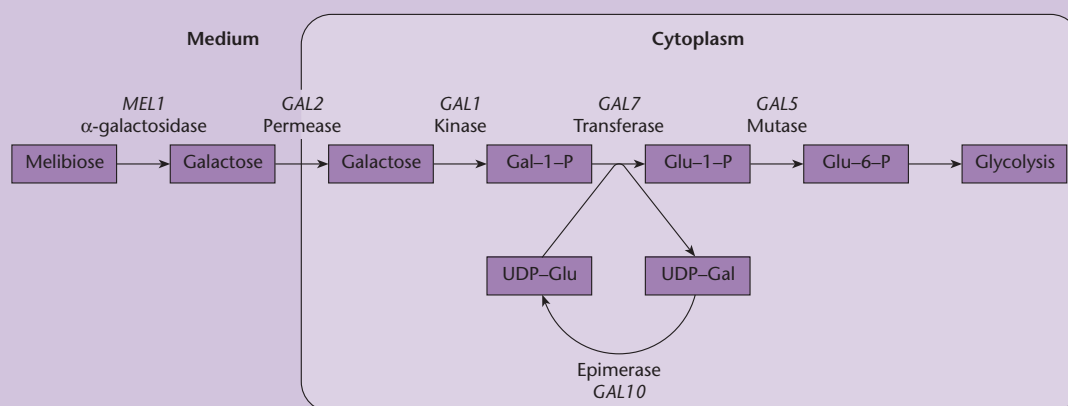 Medium
Cytoplasm
MEL1
α-galactosidase
GAL2
Permease
GAL1
Kinase
GAL7
Transferase
GAL5
Mutase
Melibiose
Galactose
Galactose
Gal–1–P
Glu–1–P
Glu–6–P
Glycolysis
UDP–Glu
UDP–Gal
Epimerase
GAL10